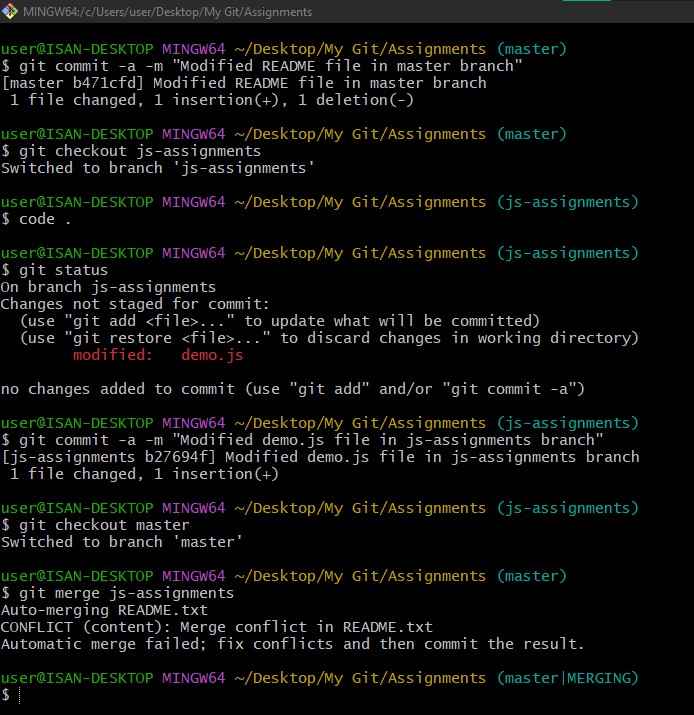 MINGW64:/c/Users/user/Desktop/My Git/Assignments
user@ISAN-DESKTOP MINGW64 ~/Desktop/My Git/Assignments (master)
$ git commit -a -m "Modified README file in master branch"
[master b471cfd] Modified README file in master branch
 1 file changed, 1 insertion(+), 1 deletion(-)
user@ISAN-DESKTOP MINGW64 ~/Desktop/My Git/Assignments (master)
$ git checkout js-assignments
Switched to branch 'js-assignments'
user@ISAN-DESKTOP MINGW64 ~/Desktop/My Git/Assignments (js-assignments)
$ code .
user@ISAN-DESKTOP MINGW64 ~/Desktop/My Git/Assignments (js-assignments)
$ git status
On branch js-assignments
Changes not staged for commit:
  (use "git add <file>..." to update what will be committed)
  (use "git restore <file>..." to discard changes in working directory)
        modified:   demo.js
no changes added to commit (use "git add" and/or "git commit -a")
user@ISAN-DESKTOP MINGW64 ~/Desktop/My Git/Assignments (js-assignments)
$ git commit -a -m "Modified demo.js file in js-assignments branch"
[js-assignments b27694f] Modified demo.js file in js-assignments branch
 1 file changed, 1 insertion(+)
user@ISAN-DESKTOP MINGW64 ~/Desktop/My Git/Assignments (js-assignments)
$ git checkout master
Switched to branch 'master'
user@ISAN-DESKTOP MINGW64 ~/Desktop/My Git/Assignments (master)
$ git merge js-assignments
Auto-merging README.txt
CONFLICT (content): Merge conflict in README.txt
Automatic merge failed; fix conflicts and then commit the result.
user@ISAN-DESKTOP MINGW64 ~/Desktop/My Git/Assignments (master|MERGING)
$